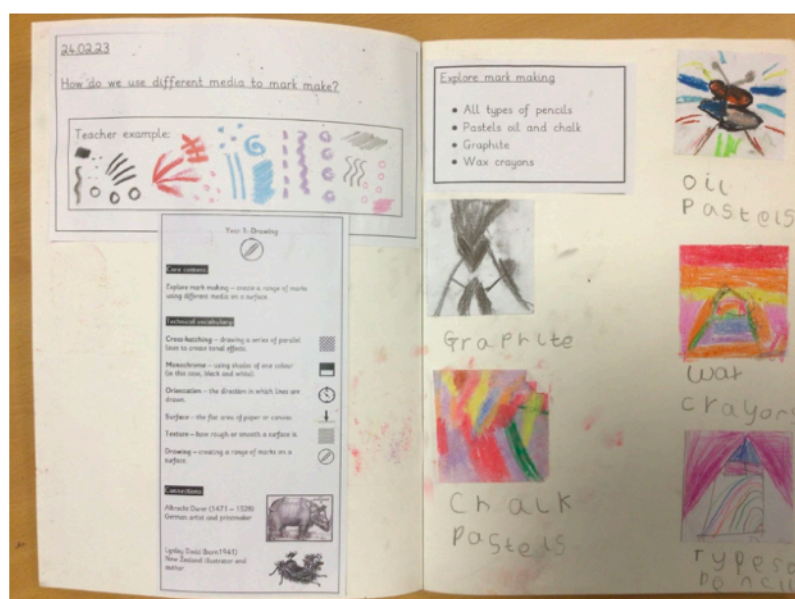 24.02.23
How do we use different media to mark make?
Teacher example:
Year 1: Drawing
Core content:
Explore mark making – create a range of marks
using different media on a surface.
Technical vocabulary:
Cross-hatching – drawing a series of parallel
lines to create tonal effects.
Monochrome – using shades of one colour
(in this case, black and white).
Orientation – the direction in which lines are
drawn.
Surface – the flat area of paper or canvas.
Texture – how rough or smooth a surface is.
Drawing – creating a range of marks on a
surface.
Connections:
Albrecht Durer (1471 – 1528)
German artist and printmaker
Lynley Dodd (born 1941)
New Zealand illustrator and
author.
Explore mark making
• All types of pencils
• Pastels oil and chalk
• Graphite
• Wax crayons
oil
Pastels
Graphite
wax
crayons
Chalk
Pastels
Types o
pencil